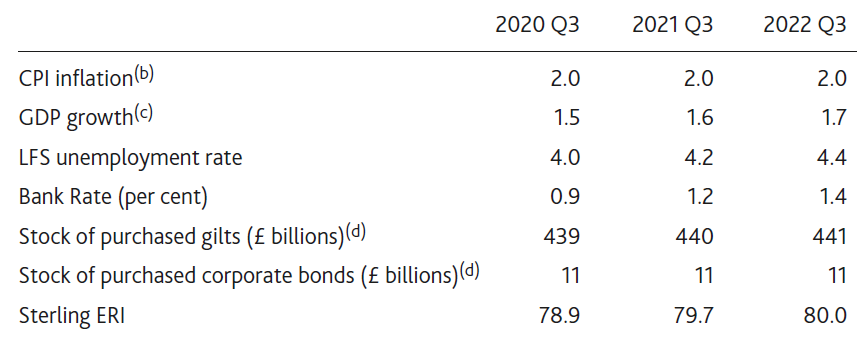 2020 Q3 2021 Q3 2022 Q3
CPI inflation(b) 2.0 2.0 2.0
GDP growth(c) 1.5 1.6 1.7
LFS unemployment rate 4.0 4.2 4.4
Bank Rate (per cent) 0.9 1.2 1.4
Stock of purchased gilts (£ billions)(d) 439 440 441
Stock of purchased corporate bonds (£ billions)(d) 11 11 11
Sterling ERI 78.9 79.7 80.0